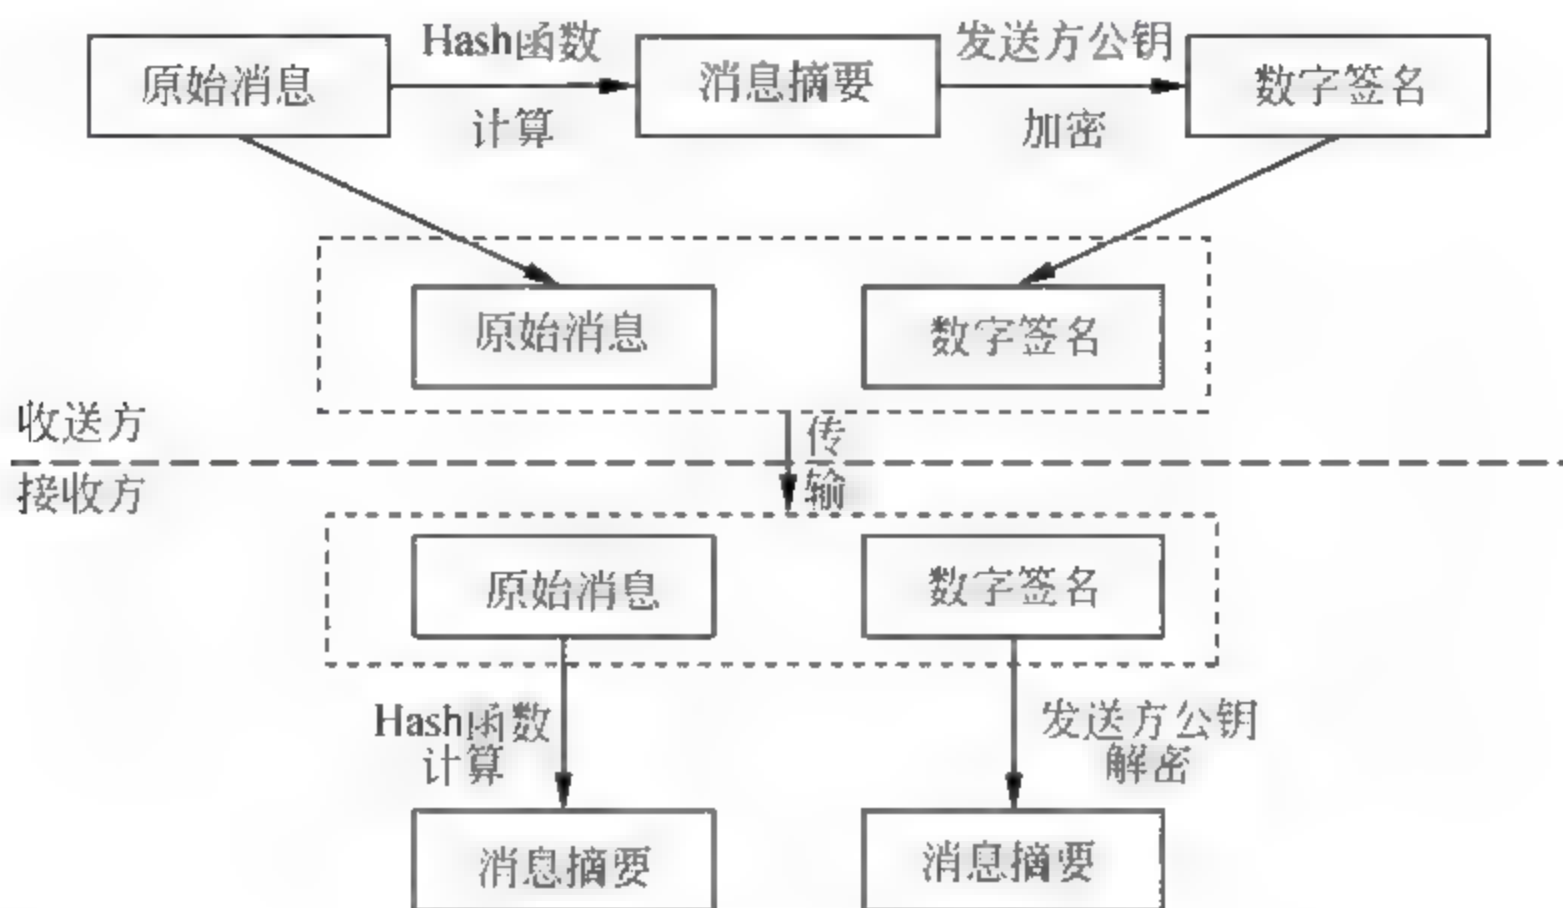 Hash函数
发送方公钥
原始消息
消息摘要
数字签名
计算
加密
原始消息
数字签名
收送方
传
输
接收方
原始消息
数字签名
Hash函数
计算
发送方公钥
解密
消息摘要
消息摘要